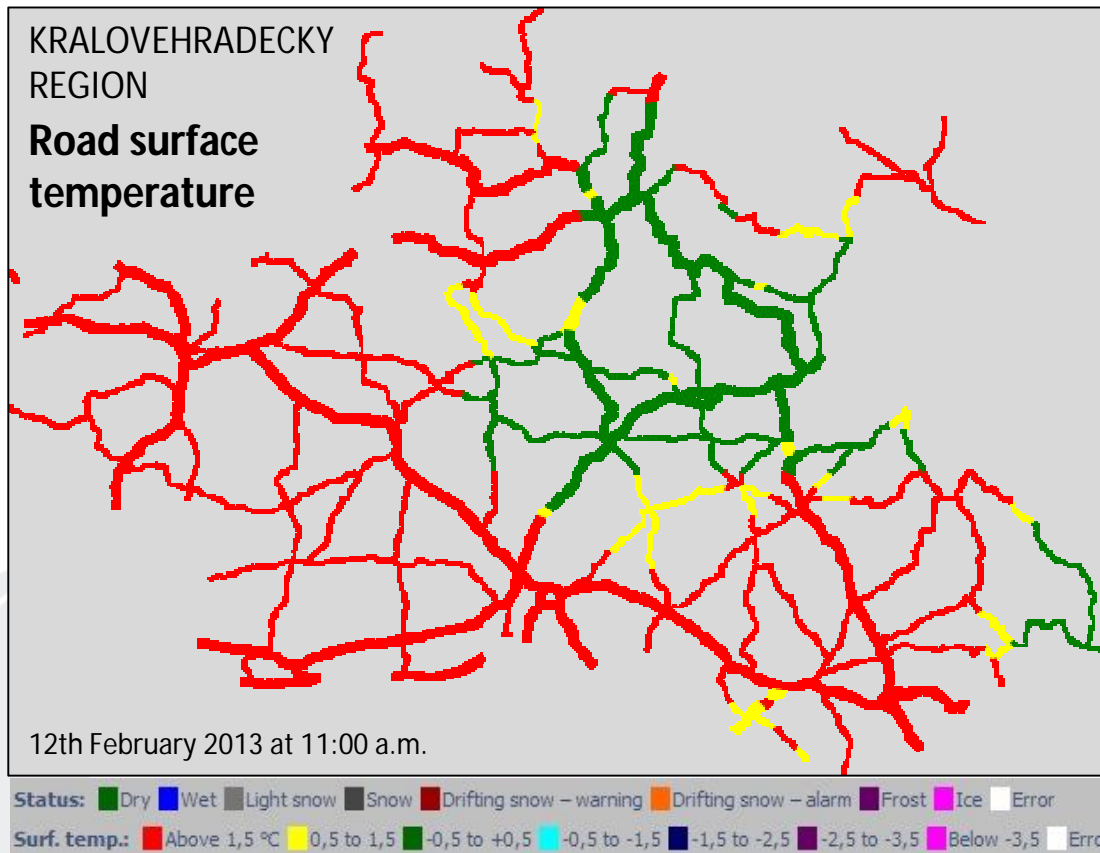 KRALOVEHRADECKY
REGION
Road surface
temperature
12th February 2013 at 11:00 a.m.
Status: Dry Wet Light snow Snow Drifting snow – warning Drifting snow – alarm Frost Ice Error
Surf. temp.: Above 1,5 ºC 0,5 to 1,5 -0,5 to +0,5 -0,5 to -1,5 -1,5 to -2,5 -2,5 to -3,5 Below -3,5 Erro